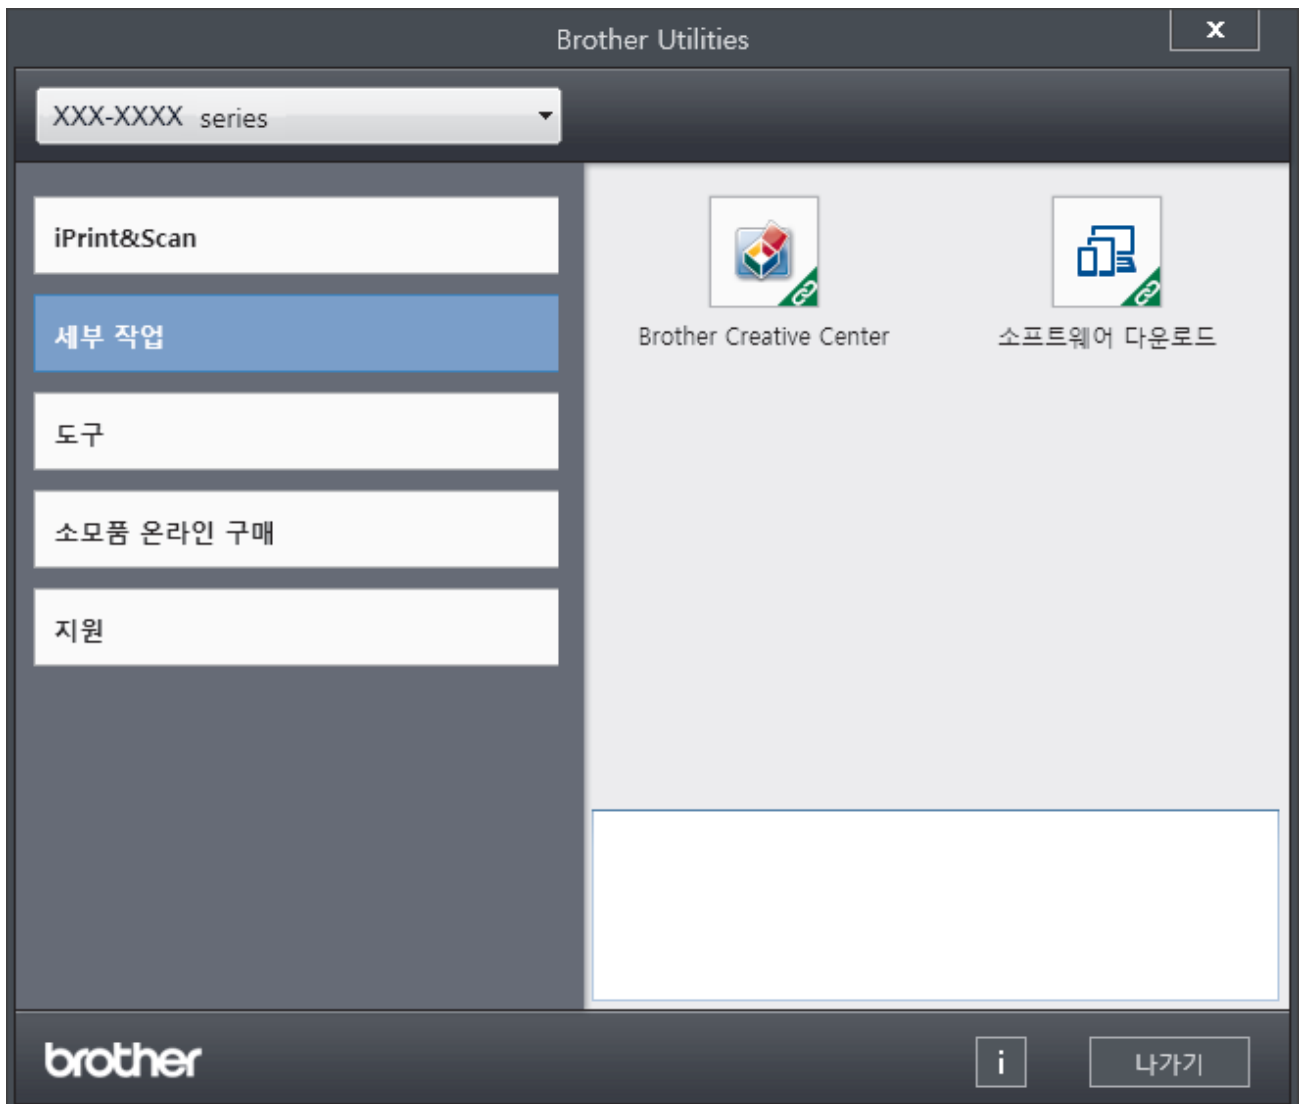 Brother Utilities
x
XXX-XXXX series
iPrint&Scan
세부 작업
도구
소모품 온라인 구매
지원
Brother Creative Center
소프트웨어 다운로드
brother
i
나가기